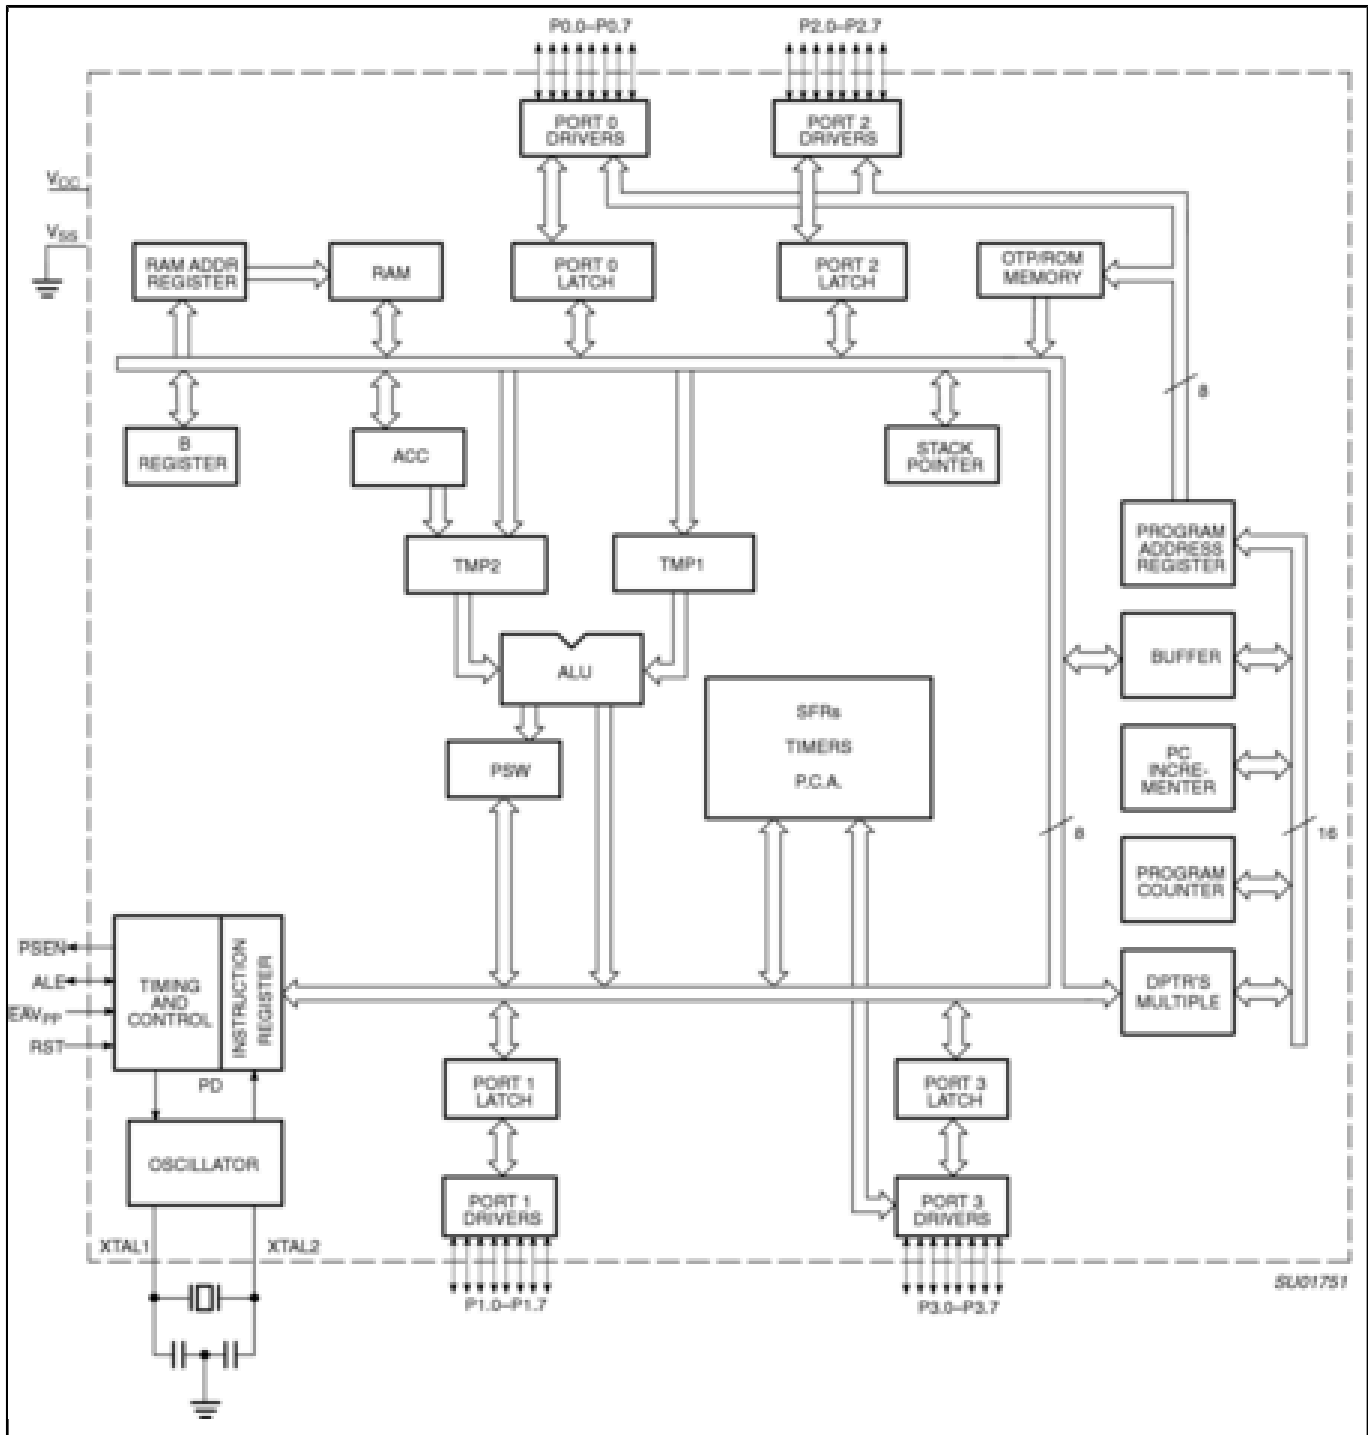 P0.0–P0.7
P2.0–P2.7
PORT 0
DRIVERS
PORT 2
DRIVERS
VCC
VSS
RAM ADDR
REGISTER
RAM
PORT 0
LATCH
PORT 2
LATCH
OTP/ROM
MEMORY
8
B
REGISTER
ACC
STACK
POINTER
PROGRAM
ADDRESS
REGISTER
TMP2
TMP1
BUFFER
ALU
SFRs
TIMERS
P.C.A.
PSW
PC
INCRE-
MENTER
8
16
PROGRAM
COUNTER
PSEN
ALE
EAVPP
RST
TIMING
AND
CONTROL
INSTRUCTION
REGISTER
DPTR'S
MULTIPLE
PD
PORT 1
LATCH
PORT 3
LATCH
OSCILLATOR
PORT 1
DRIVERS
PORT 3
DRIVERS
XTAL1
XTAL2
P1.0–P1.7
P3.0–P3.7
SU01751